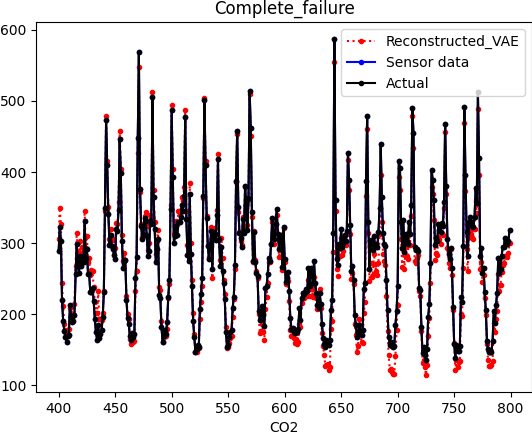 Complete_failure
Reconstructed_VAE
Sensor data
Actual
600
500
400
300
200
100
400 450 500 550 600 650 700 750 800
CO2